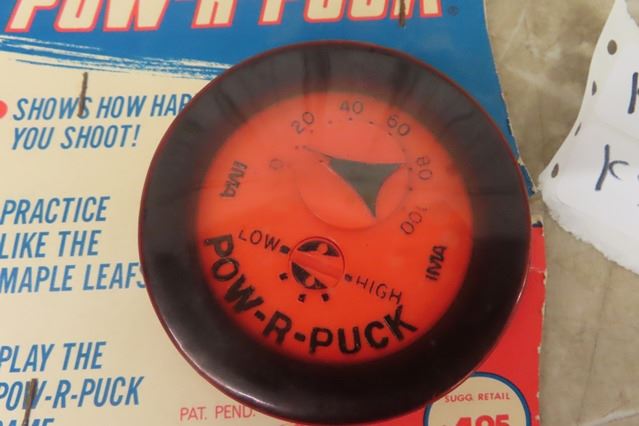 POW-R PUCK®
SHOWS HOW HAR
YOU SHOOT!
PRACTICE
LIKE THE
MAPLE LEAFS
PLAY THE
POW-R-PUCK
PAT. PEND.
0 20 40 60 80 100
IMA
IMA
LOW
HIGH
POW-R-PUCK
SUGG. RETAIL